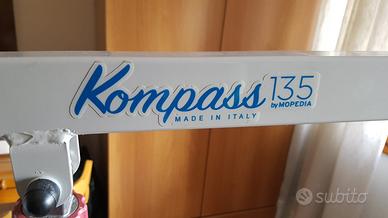 Kompass 135
by MOPEDIA
MADE IN ITALY
subito